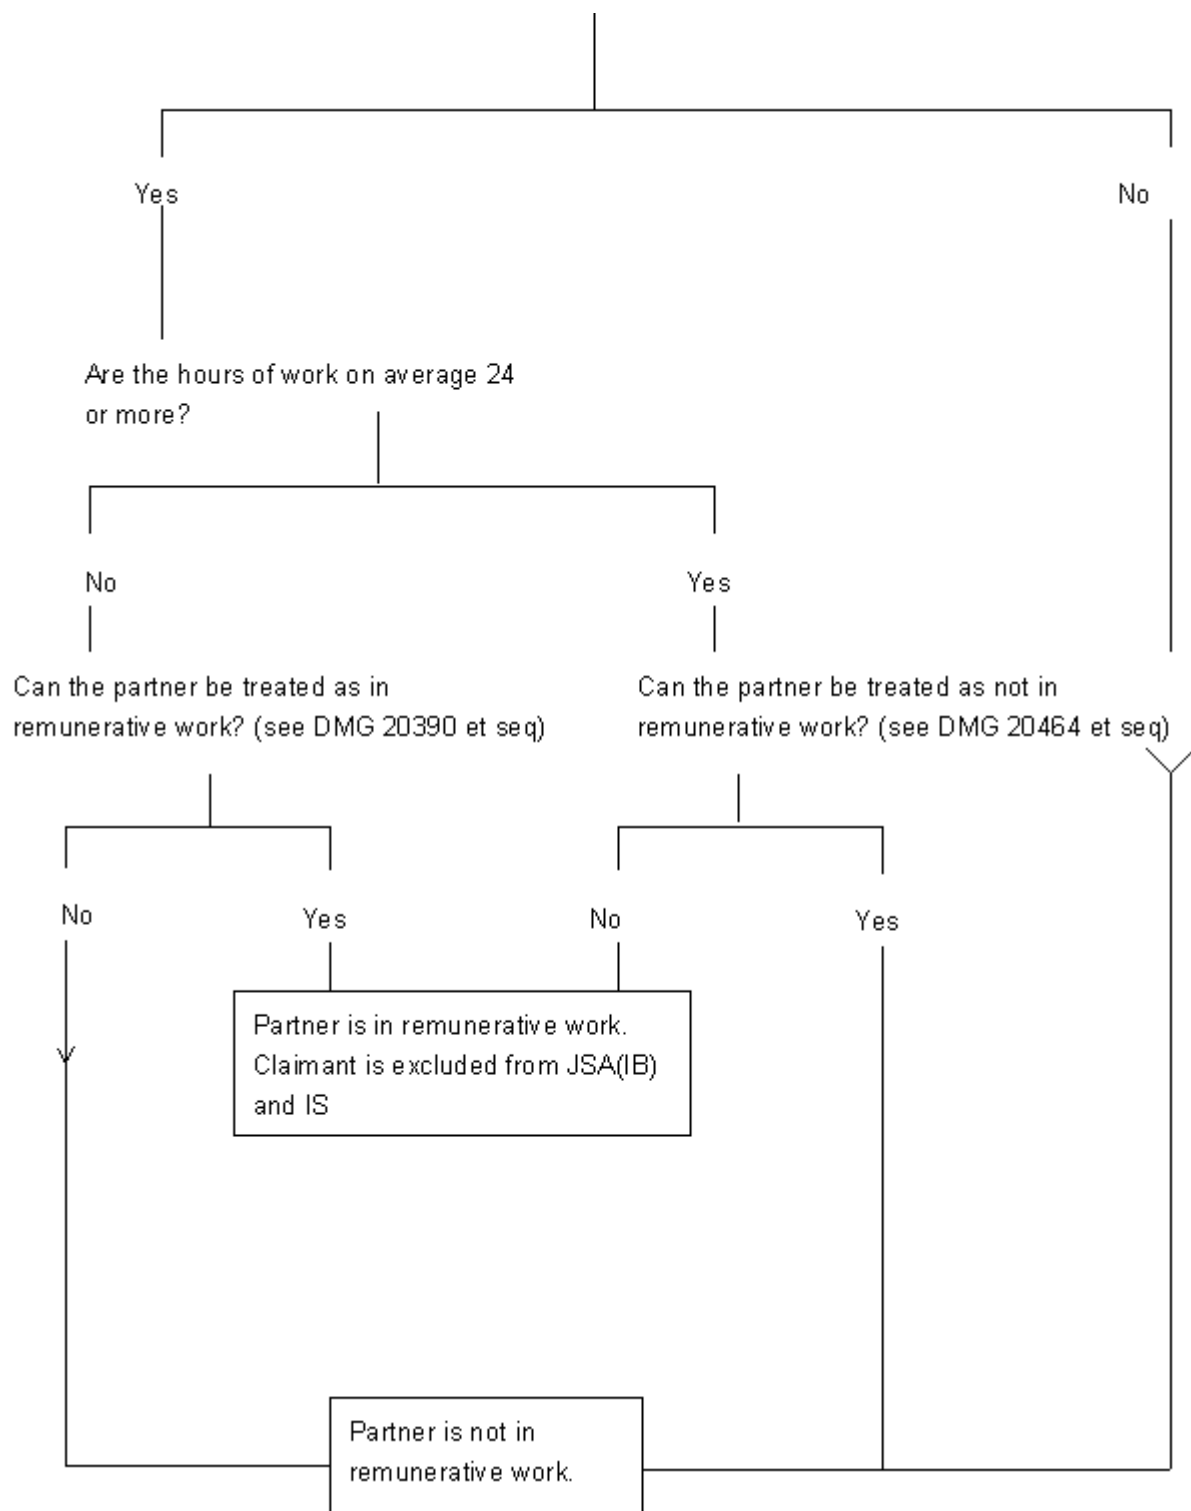 Yes
No
Are the hours of work on average 24
or more?
No
Yes
Can the partner be treated as in
remunerative work? (see DMG 20390 et seq)
Can the partner be treated as not in
remunerative work? (see DMG 20464 et seq)
No
Yes
No
Yes
Partner is in remunerative work.
Claimant is excluded from JSA(IB)
and IS
Partner is not in
remunerative work.